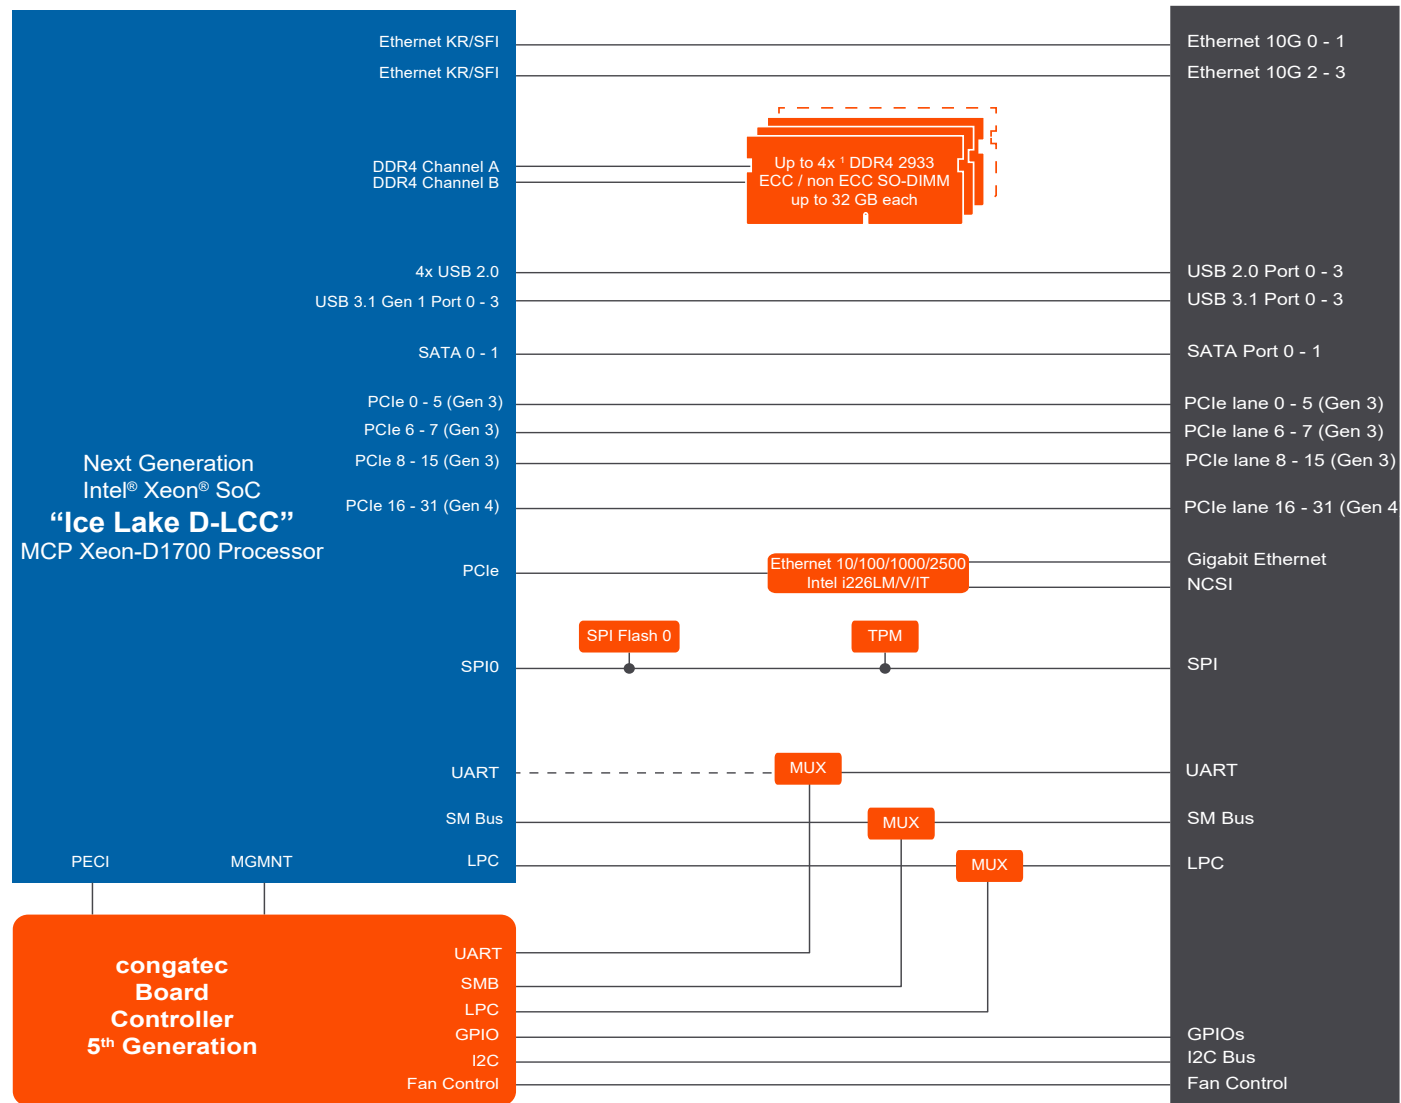 Ethernet KR/SFI
Ethernet 10G 0 - 1
Ethernet KR/SFI
Ethernet 10G 2 - 3
DDR4 Channel A
DDR4 Channel B
Up to 4x ¹ DDR4 2933
ECC / non ECC SO-DIMM
up to 32 GB each
4x USB 2.0
USB 2.0 Port 0 - 3
USB 3.1 Gen 1 Port 0 - 3
USB 3.1 Port 0 - 3
SATA 0 - 1
SATA Port 0 - 1
PCIe 0 - 5 (Gen 3)
PCIe lane 0 - 5 (Gen 3)
PCIe 6 - 7 (Gen 3)
PCIe lane 6 - 7 (Gen 3)
PCIe 8 - 15 (Gen 3)
PCIe lane 8 - 15 (Gen 3)
Next Generation
Intel® Xeon® SoC
“Ice Lake D-LCC”
MCP Xeon-D1700 Processor
PCIe 16 - 31 (Gen 4)
PCIe lane 16 - 31 (Gen 4
PCIe
Ethernet 10/100/1000/2500
Intel i226LM/V/IT
Gigabit Ethernet
NCSI
SPI Flash 0
TPM
SPI0
SPI
UART
MUX
UART
SM Bus
MUX
SM Bus
PECI
MGMNT
LPC
MUX
LPC
congatec
Board
Controller
5th Generation
UART
SMB
LPC
GPIO
GPIOs
I2C
I2C Bus
Fan Control
Fan Control